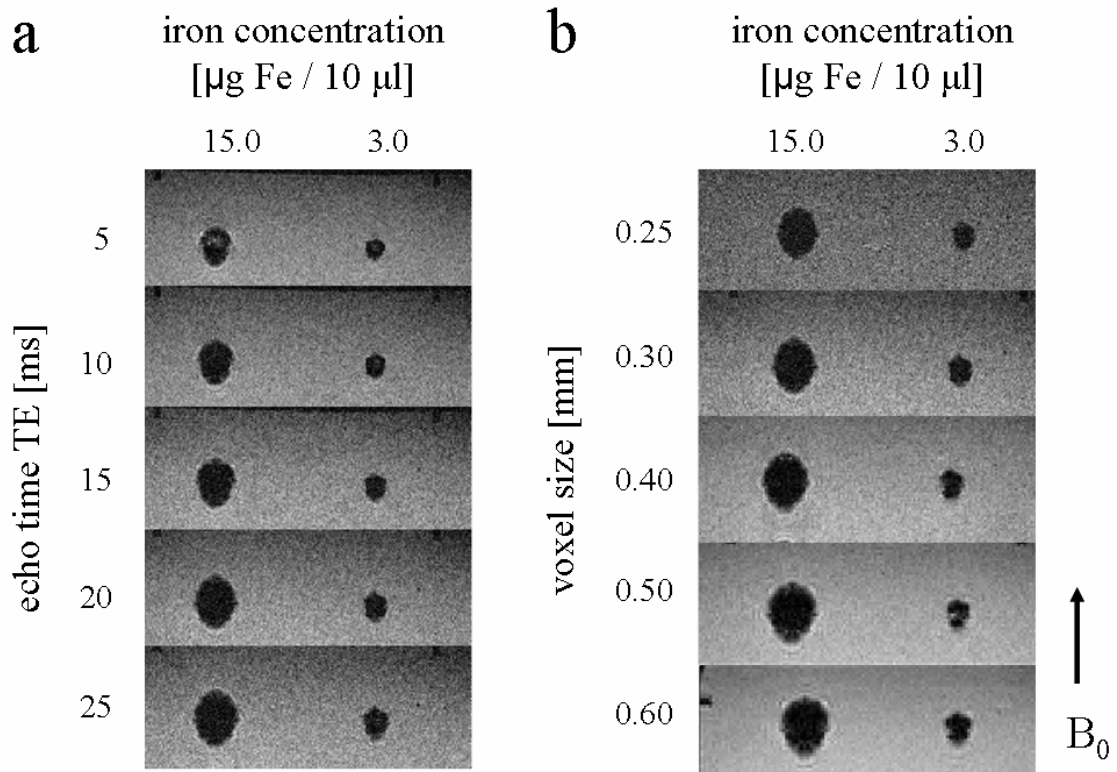 a
iron concentration
[µg Fe / 10 µl]
15.0 3.0
echo time TE [ms]
5
10
15
20
25
b
iron concentration
[µg Fe / 10 µl]
15.0 3.0
voxel size [mm]
0.25
0.30
0.40
0.50
0.60
B₀